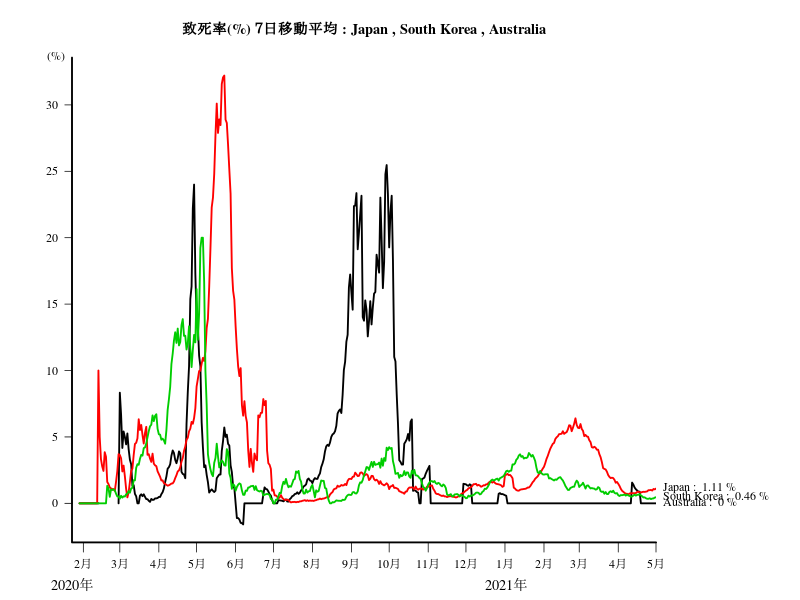 致死率(%) 7日移動平均 : Japan , South Korea , Australia
(%)
30
25
20
15
10
5
0
Japan : 1.11 %
South Korea : 0.46 %
Australia : 0 %
2月 3月 4月 5月 6月 7月 8月 9月 10月 11月 12月 1月 2月 3月 4月 5月
2020年 2021年